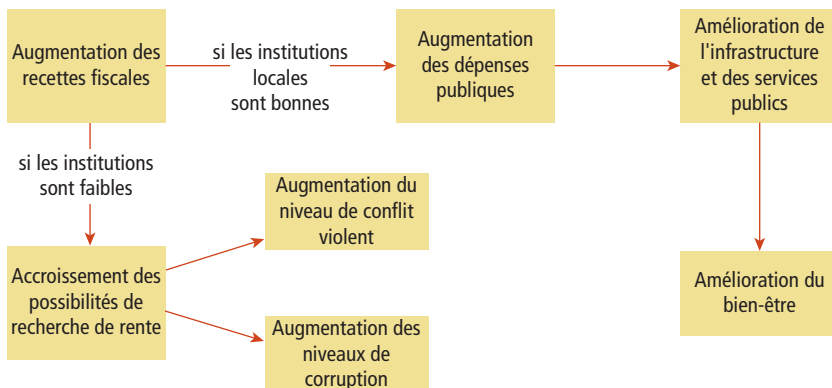 Augmentation des
recettes fiscales
si les institutions
locales
sont bonnes
Augmentation
des dépenses
publiques
Amélioration de
l'infrastructure
et des services
publics
si les institutions
sont faibles
Augmentation du
niveau de conflit
violent
Accroissement des
possibilités de
recherche de rente
Amélioration du
bien-être
Augmentation des
niveaux de
corruption